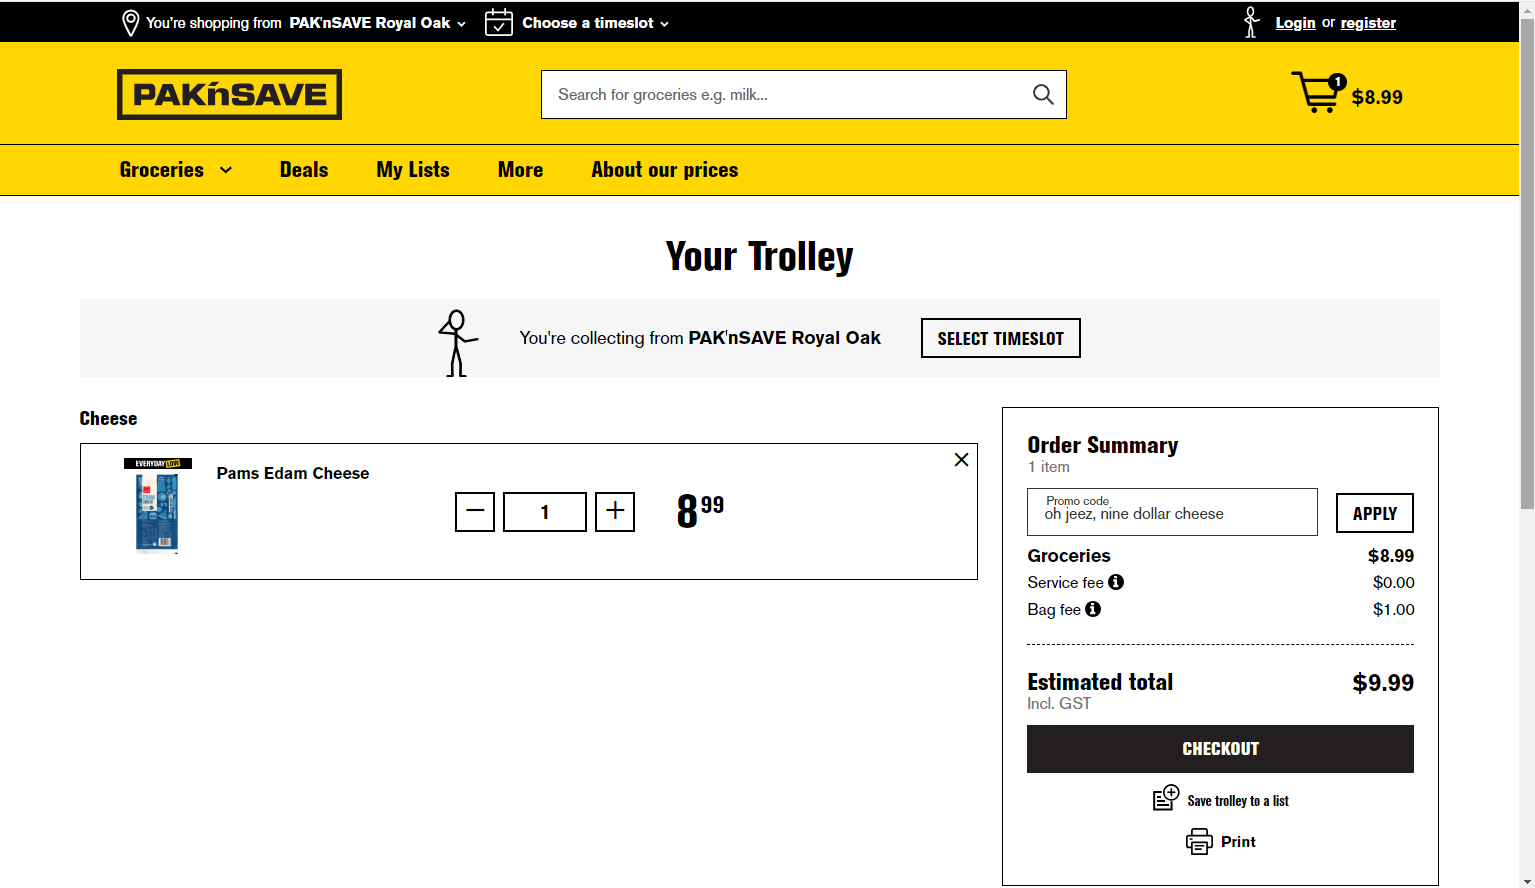 You're shopping from PAK'nSAVE Royal Oak
Choose a timeslot
Login or register
PAK'nSAVE
Search for groceries e.g. milk...
1
$8.99
Groceries
Deals
My Lists
More
About our prices
Your Trolley
You're collecting from PAK'nSAVE Royal Oak
SELECT TIMESLOT
Cheese
EVERYDAY LOW
EDAM
Pams Edam Cheese
1
8 99
Order Summary
1 item
Promo code
oh jeez, nine dollar cheese
APPLY
Groceries $8.99
Service fee $0.00
Bag fee $1.00
Estimated total $9.99
Incl. GST
CHECKOUT
Save trolley to a list
Print